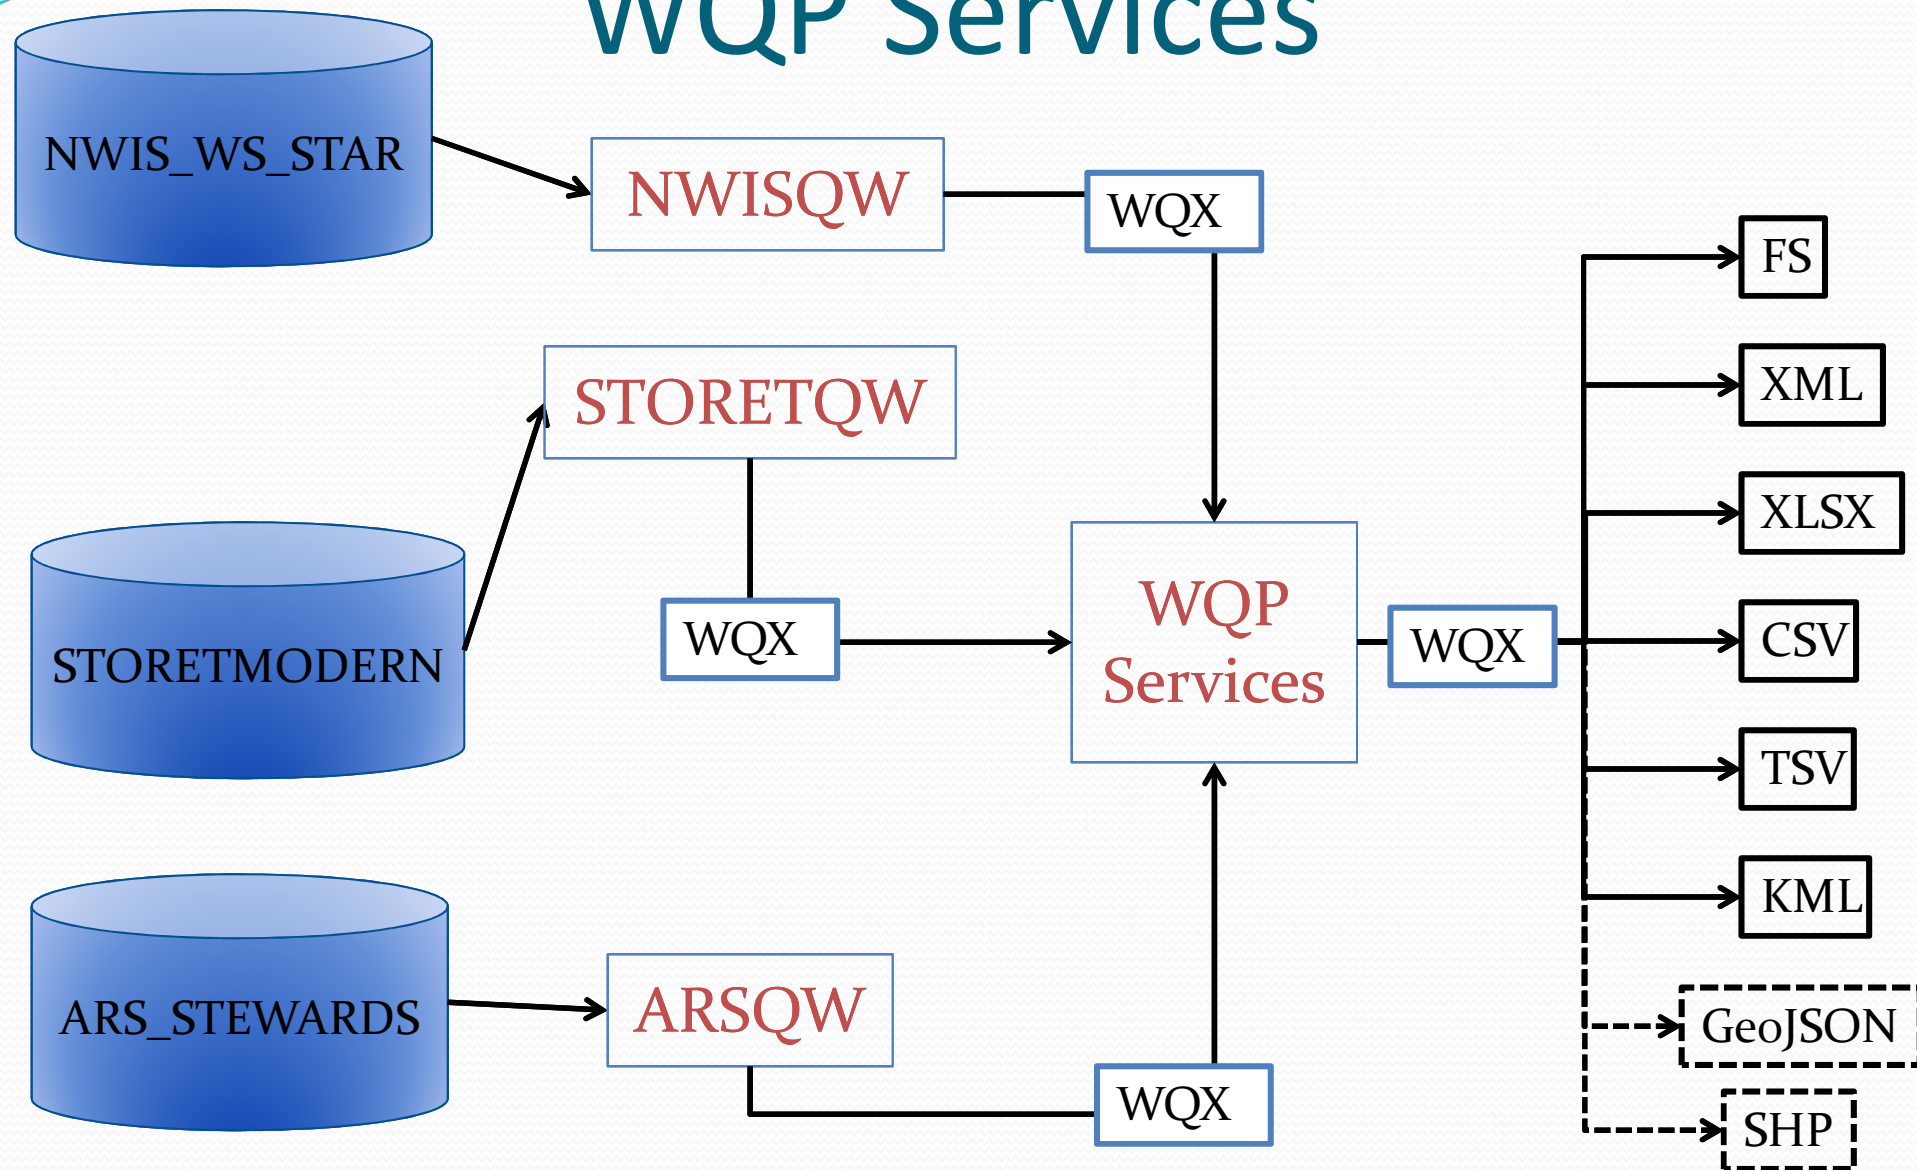 WQP Services
NWIS_WS_STAR
NWISQW
WQX
STORETQW
STORETMODERN
WQX
WQP
Services
WQX
ARS_STEWARDS
ARSQW
WQX
FS
XML
XLSX
CSV
TSV
KML
GeoJSON
SHP